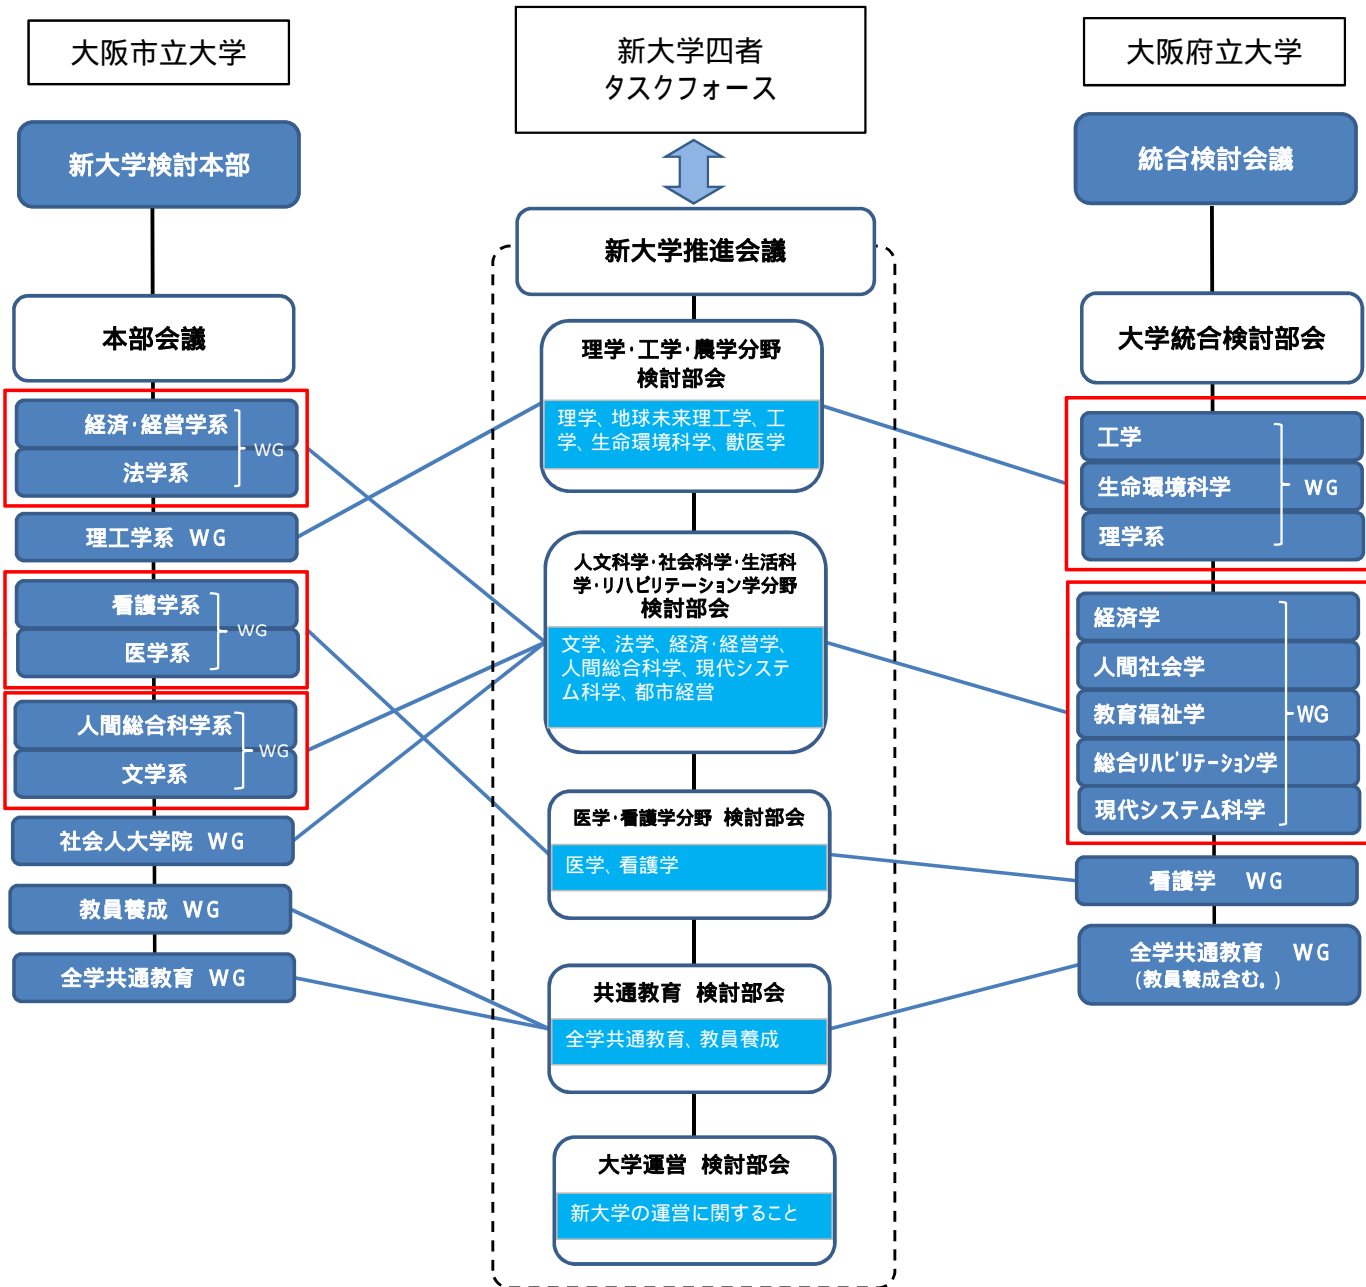 大阪市立大学
新大学検討本部
本部会議
経済・経営学系
法学系
WG
理工学系 WG
看護学系
医学系
WG
人間総合科学系
文学系
WG
社会人大学院 WG
教員養成 WG
全学共通教育 WG
新大学四者
タスクフォース
新大学推進会議
理学・工学・農学分野
検討部会
理学、地球未来理工学、工
学、生命環境科学、獣医学
人文科学・社会科学・生活科
学・リハビリテーション学分野
検討部会
文学、法学、経済・経営学、
人間総合科学、現代システ
ム科学、都市経営
医学・看護学分野 検討部会
医学、看護学
共通教育 検討部会
全学共通教育、教員養成
大学運営 検討部会
新大学の運営に関すること
大阪府立大学
統合検討会議
大学統合検討部会
工学
生命環境科学
理学系
WG
経済学
人間社会学
教育福祉学
総合リハビリテーション学
現代システム科学
WG
看護学 WG
全学共通教育 WG
(教員養成含む。)